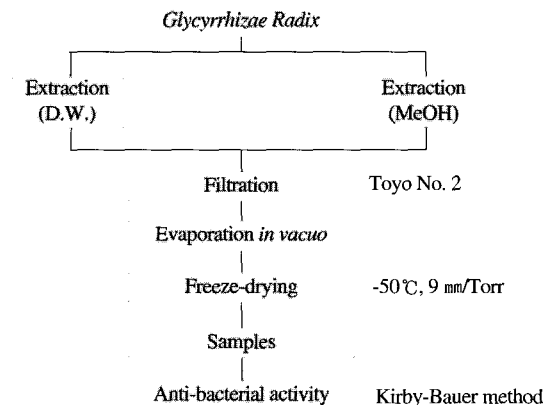 Glycyrrhizae Radix
Extraction
(D.W.)
Extraction
(MeOH)
Filtration Toyo No. 2
Evaporation in vacuo
Freeze-drying -50℃, 9 ㎜/Torr
Samples
Anti-bacterial activity Kirby-Bauer method